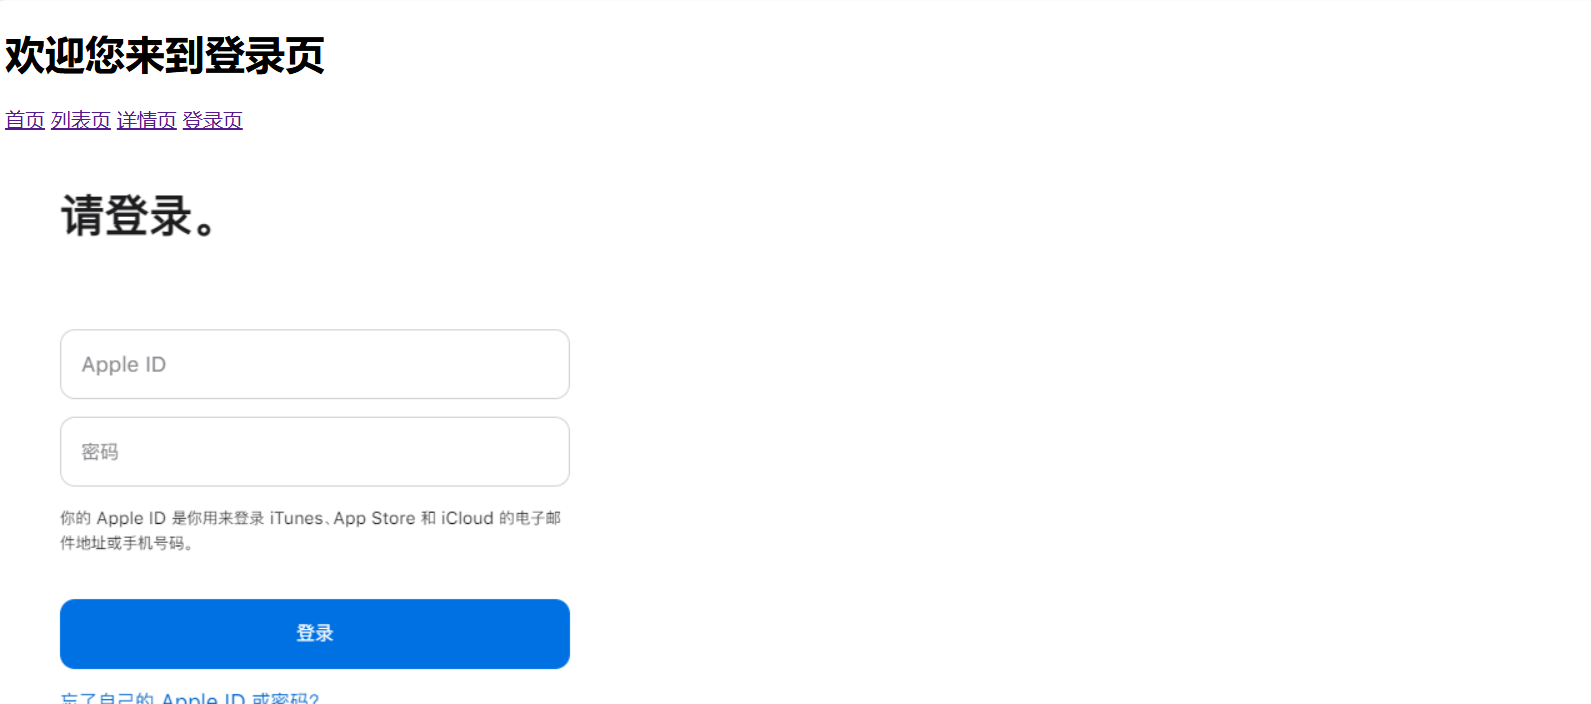 欢迎您来到登录页
首页 列表页 详情页 登录页
请登录。
Apple ID
密码
你的 Apple ID 是你用来登录 iTunes、App Store 和 iCloud 的电子邮
件地址或手机号码。
登录
忘了自己的 Apple ID 或密码?